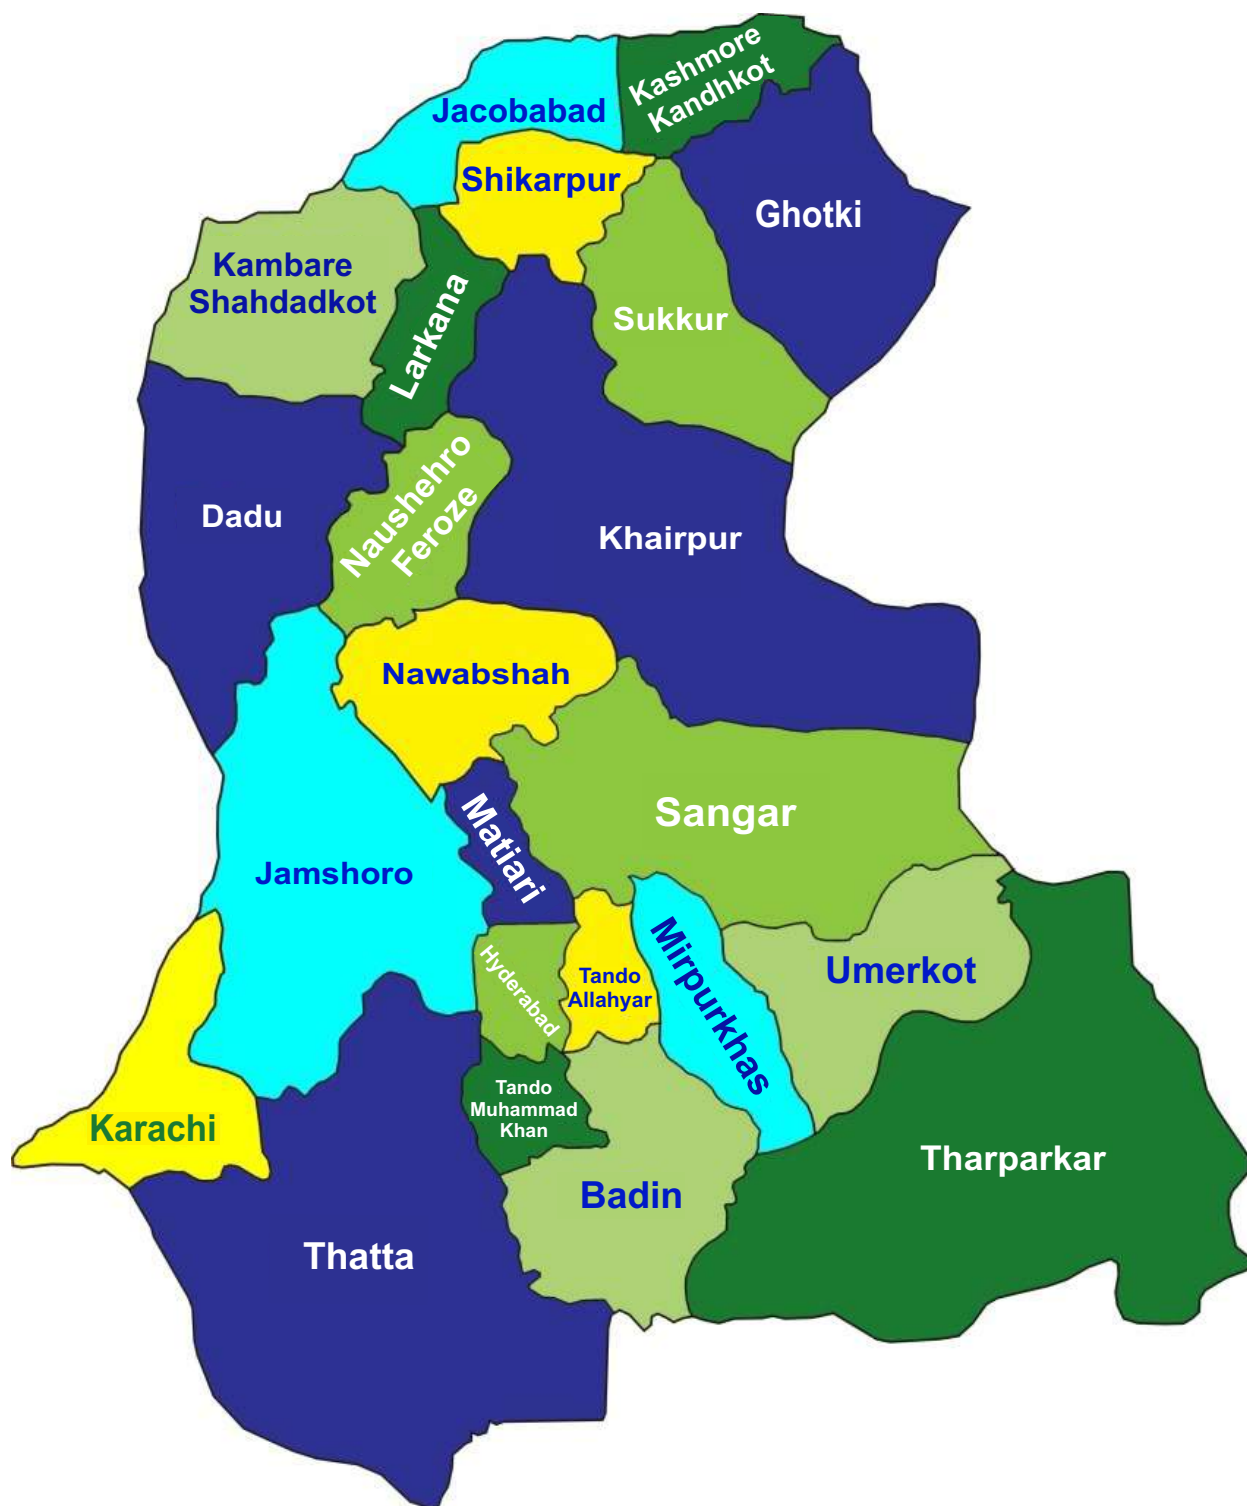 Kashmore
Kandhkot
Jacobabad
Shikarpur
Ghotki
Kambare
Shahdadkot
Larkana
Sukkur
Naushehro
Feroze
Dadu
Khairpur
Nawabshah
Sangar
Matiari
Jamshoro
Hyderabad
Tando
Allahyar
Mirpurkhas
Umerkot
Tando
Muhammad
Khan
Karachi
Tharparkar
Badin
Thatta